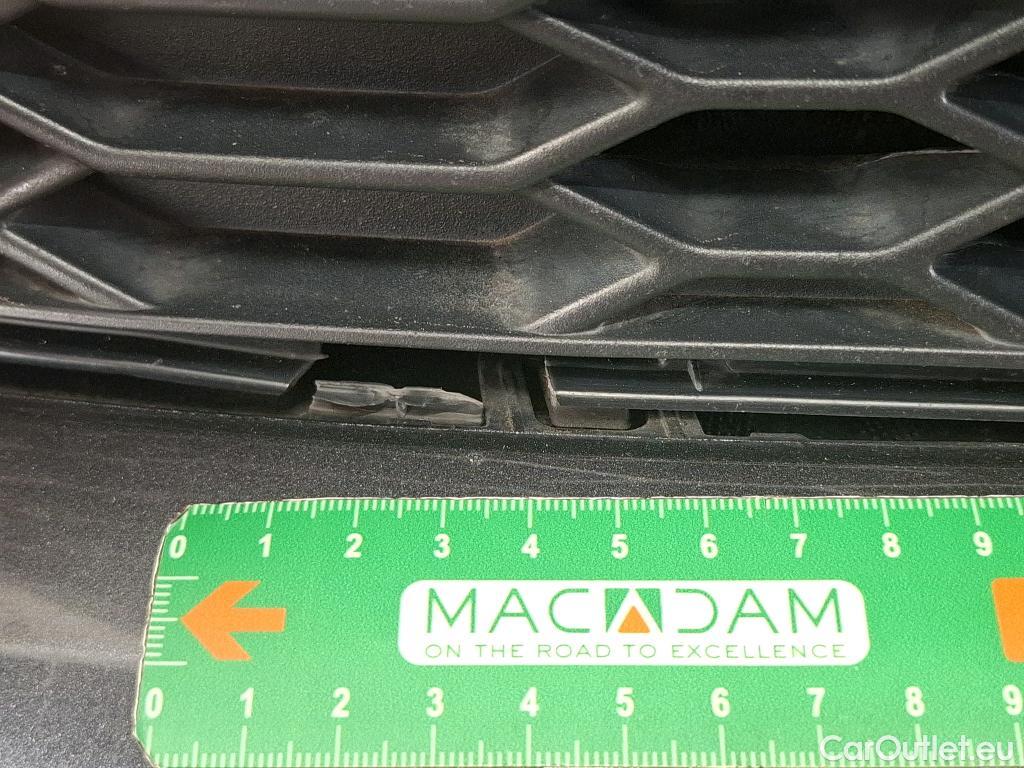 0 1 2 3 4 5 6 7 8 9
MACADAM
ON THE ROAD TO EXCELLENCE
0 1 2 3 4 5 6 7 8 9
CarOutlet.eu